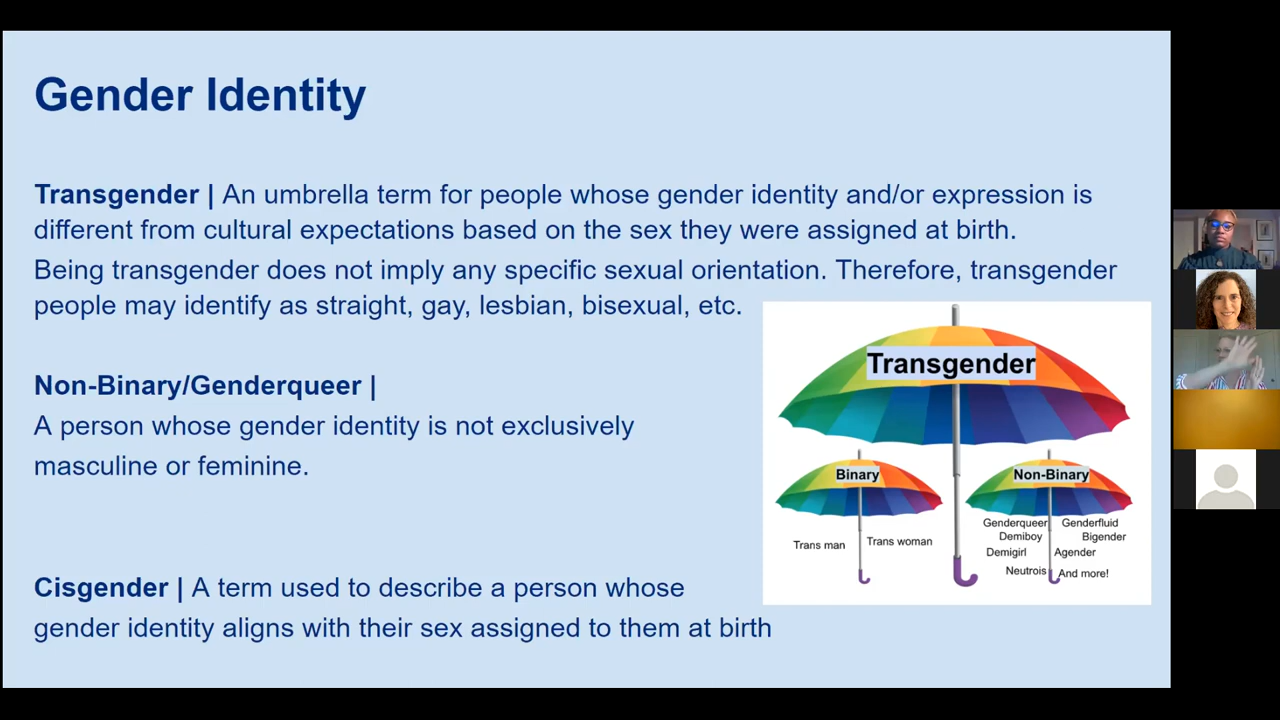 Gender Identity
Transgender | An umbrella term for people whose gender identity and/or expression is
different from cultural expectations based on the sex they were assigned at birth.
Being transgender does not imply any specific sexual orientation. Therefore, transgender
people may identify as straight, gay, lesbian, bisexual, etc.
Non-Binary/Genderqueer |
A person whose gender identity is not exclusively
masculine or feminine.
Cisgender | A term used to describe a person whose
gender identity aligns with their sex assigned to them at birth
Transgender
Binary
Trans man
Trans woman
Non-Binary
Genderqueer
Genderfluid
Demiboy
Bigender
Demigirl
Agender
Neutrois
And more!